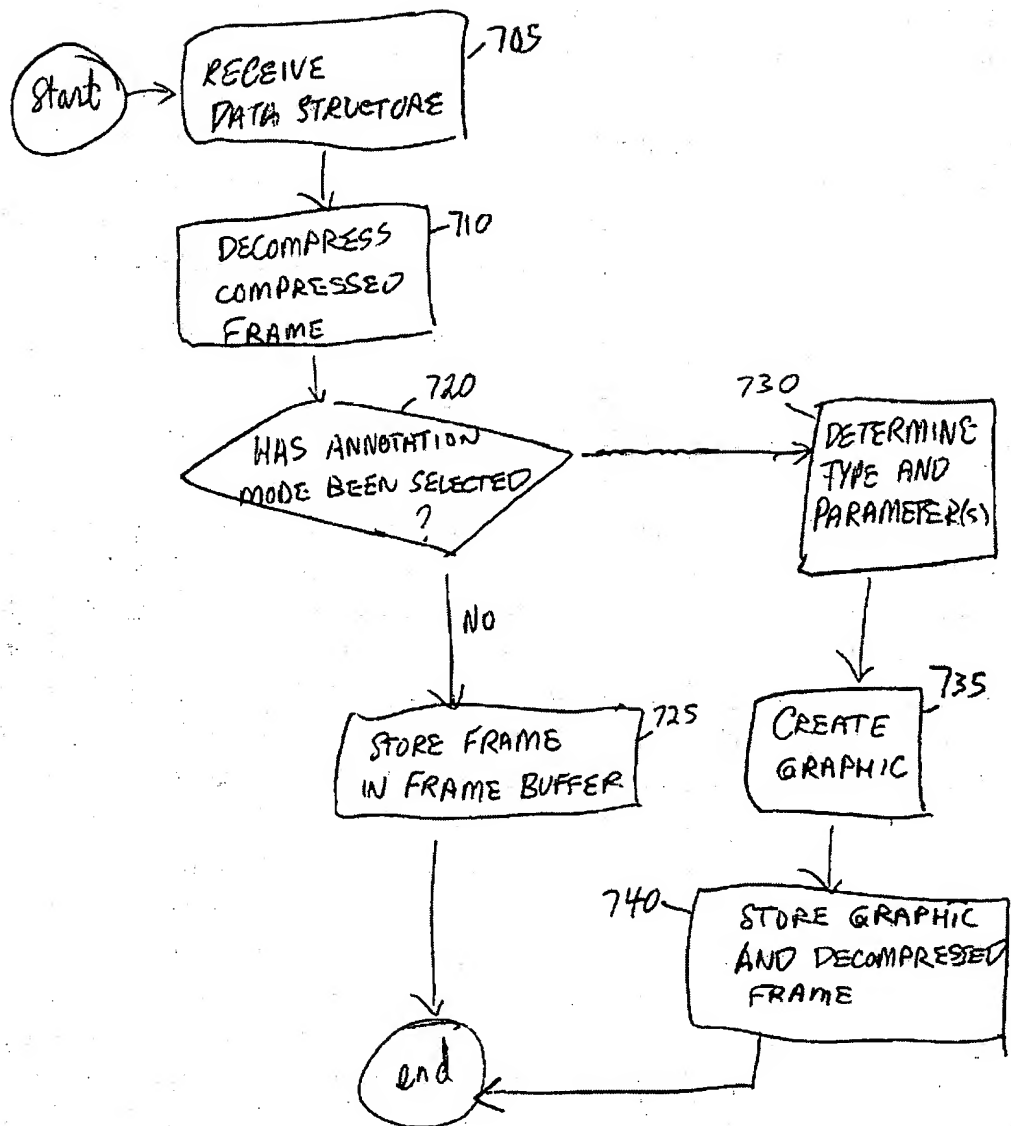 705
Start
RECEIVE
DATA STRUCTURE
710
DECOMPRESS
COMPRESSED
FRAME
720
HAS ANNOTATION
MODE BEEN SELECTED
?
730
DETERMINE
TYPE AND
PARAMETER(S)
NO
725
STORE FRAME
IN FRAME BUFFER
735
CREATE
GRAPHIC
740
STORE GRAPHIC
AND DECOMPRESSED
FRAME
end